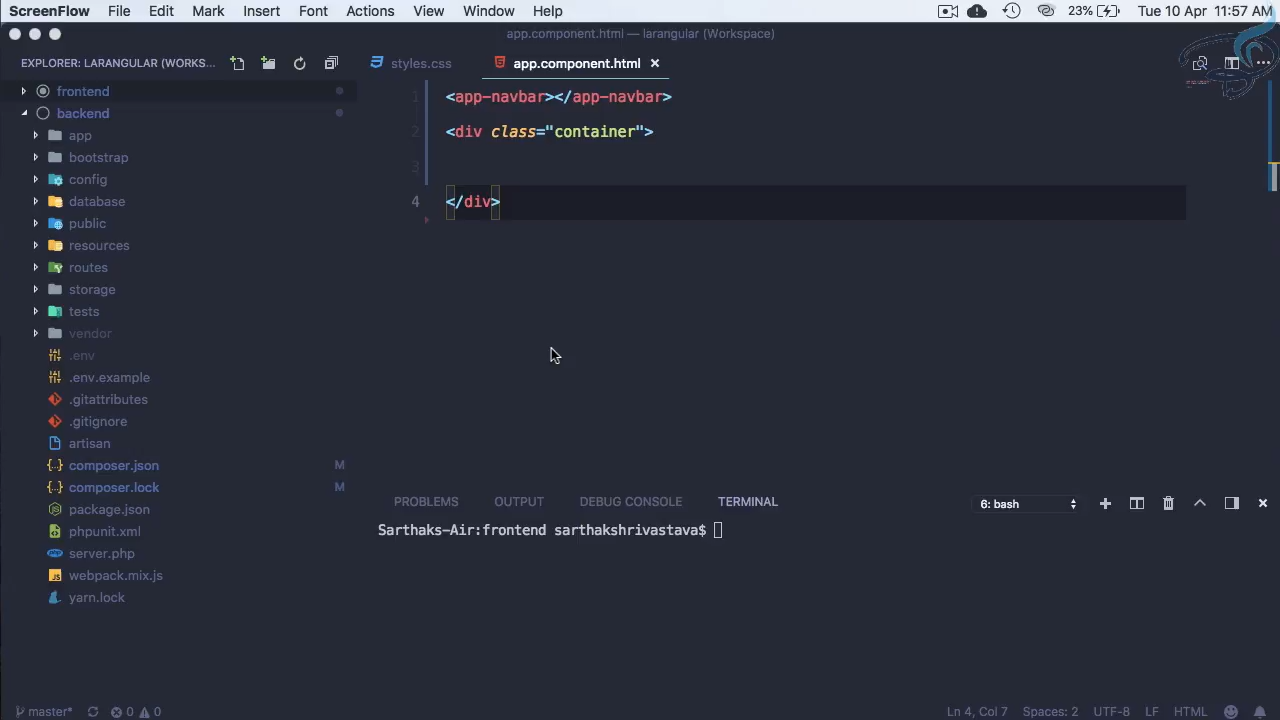 ScreenFlow File Edit Mark Insert Font Actions View Window Help 23% Tue 10 Apr 11:57 AM
app.component.html — larangular (Workspace)
EXPLORER: LARANGULAR (WORKS...
styles.css app.component.html
frontend
backend
app
bootstrap
config
database
public
resources
routes
storage
tests
vendor
.env
.env.example
.gitattributes
.gitignore
artisan
composer.json M
composer.lock M
package.json
phpunit.xml
server.php
webpack.mix.js
yarn.lock
1 <app-navbar></app-navbar>
2 <div class="container">
3
4 </div>
PROBLEMS OUTPUT DEBUG CONSOLE TERMINAL 6: bash
Sarthaks-Air:frontend sarthakshrivastava$
master* 0 0 Ln 4, Col 7 Spaces: 2 UTF-8 LF HTML